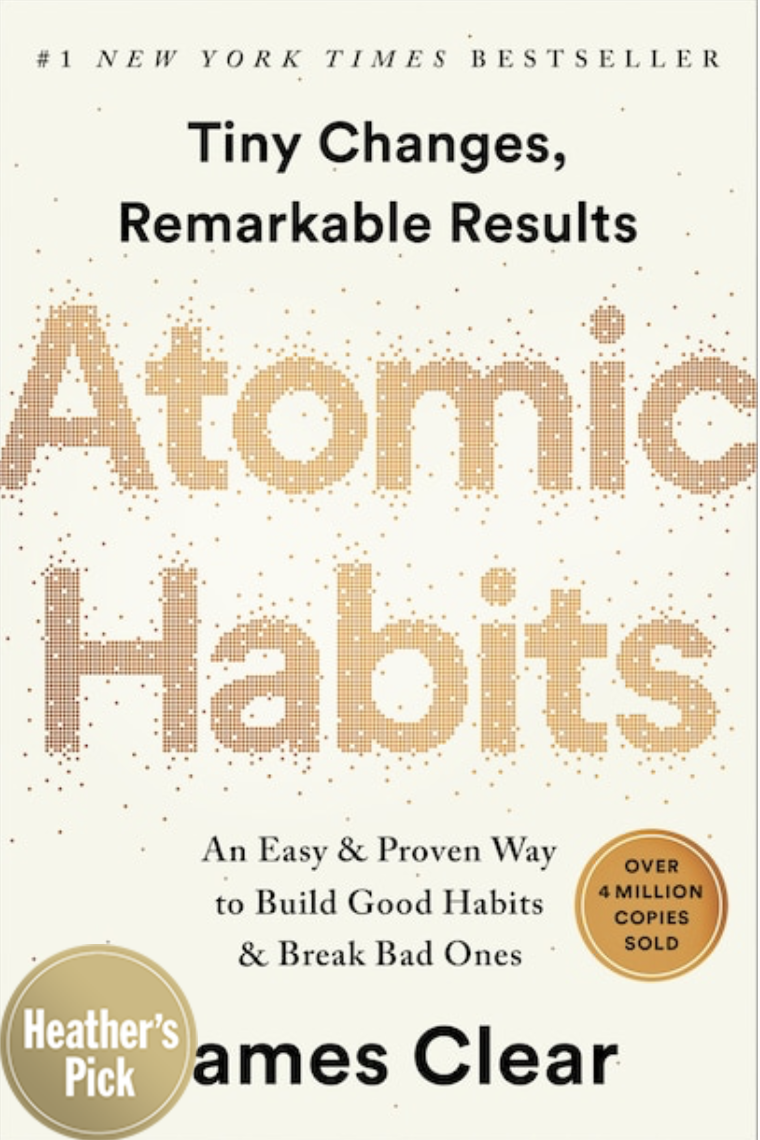 #1 NEW YORK TIMES BESTSELLER
Tiny Changes,
Remarkable Results
Atomic
Habits
An Easy & Proven Way
to Build Good Habits
& Break Bad Ones
OVER
4 MILLION
COPIES
SOLD
Heather's
Pick
ames Clear